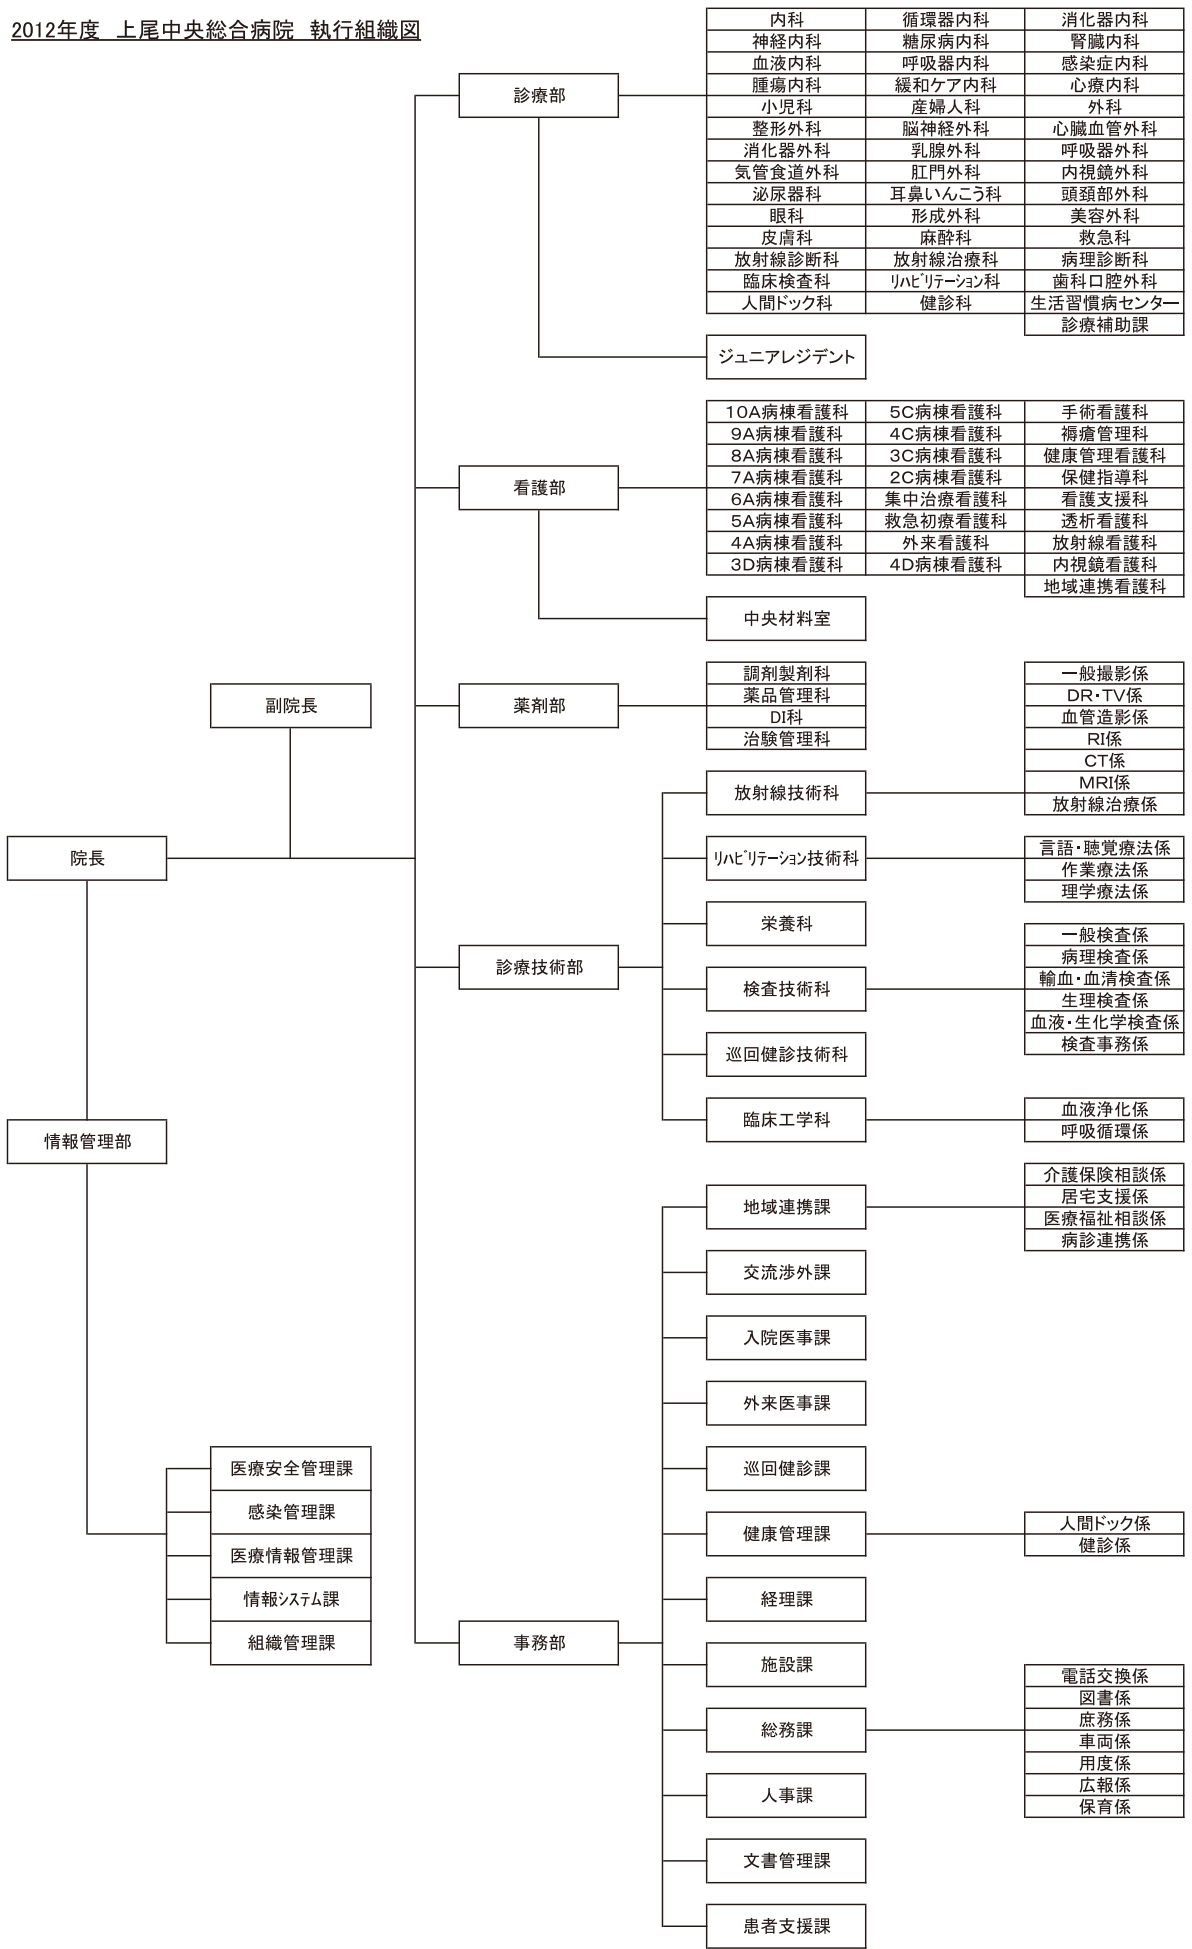 2012年度　上尾中央総合病院　執行組織図
内科　循環器内科　消化器内科
神経内科　糖尿病内科　腎臓内科
血液内科　呼吸器内科　感染症内科
腫瘍内科　緩和ケア内科　心療内科
小児科　産婦人科　外科
整形外科　脳神経外科　心臓血管外科
消化器外科　乳腺外科　呼吸器外科
気管食道外科　肛門外科　内視鏡外科
泌尿器科　耳鼻いんこう科　頭頚部外科
眼科　形成外科　美容外科
皮膚科　麻酔科　救急科
放射線診断科　放射線治療科　病理診断科
臨床検査科　ﾘﾊﾋﾞﾘﾃｰｼｮﾝ科　歯科口腔外科
人間ドック科　健診科　生活習慣病センター
診療補助課
診療部
ジュニアレジデント
10A病棟看護科　5C病棟看護科　手術看護科
9A病棟看護科　4C病棟看護科　褥瘡管理科
8A病棟看護科　3C病棟看護科　健康管理看護科
7A病棟看護科　2C病棟看護科　保健指導科
6A病棟看護科　集中治療看護科　看護支援科
5A病棟看護科　救急初療看護科　透析看護科
4A病棟看護科　外来看護科　放射線看護科
3D病棟看護科　4D病棟看護科　内視鏡看護科
地域連携看護科
看護部
中央材料室
副院長
薬剤部
調剤製剤科
薬品管理科
DI科
治験管理科
一般撮影係
DR・TV係
血管造影係
RI係
CT係
MRI係
放射線治療係
放射線技術科
院長
ﾘﾊﾋﾞﾘﾃｰｼｮﾝ技術科
言語・聴覚療法係
作業療法係
理学療法係
栄養科
診療技術部
検査技術科
一般検査係
病理検査係
輸血・血清検査係
生理検査係
血液・生化学検査係
検査事務係
巡回健診技術科
臨床工学科
血液浄化係
呼吸循環係
情報管理部
地域連携課
介護保険相談係
居宅支援係
医療福祉相談係
病診連携係
交流渉外課
入院医事課
外来医事課
巡回健診課
医療安全管理課
感染管理課
医療情報管理課
情報ｼｽﾃﾑ課
組織管理課
健康管理課
人間ドック係
健診係
経理課
事務部
施設課
総務課
電話交換係
図書係
庶務係
車両係
用度係
広報係
保育係
人事課
文書管理課
患者支援課